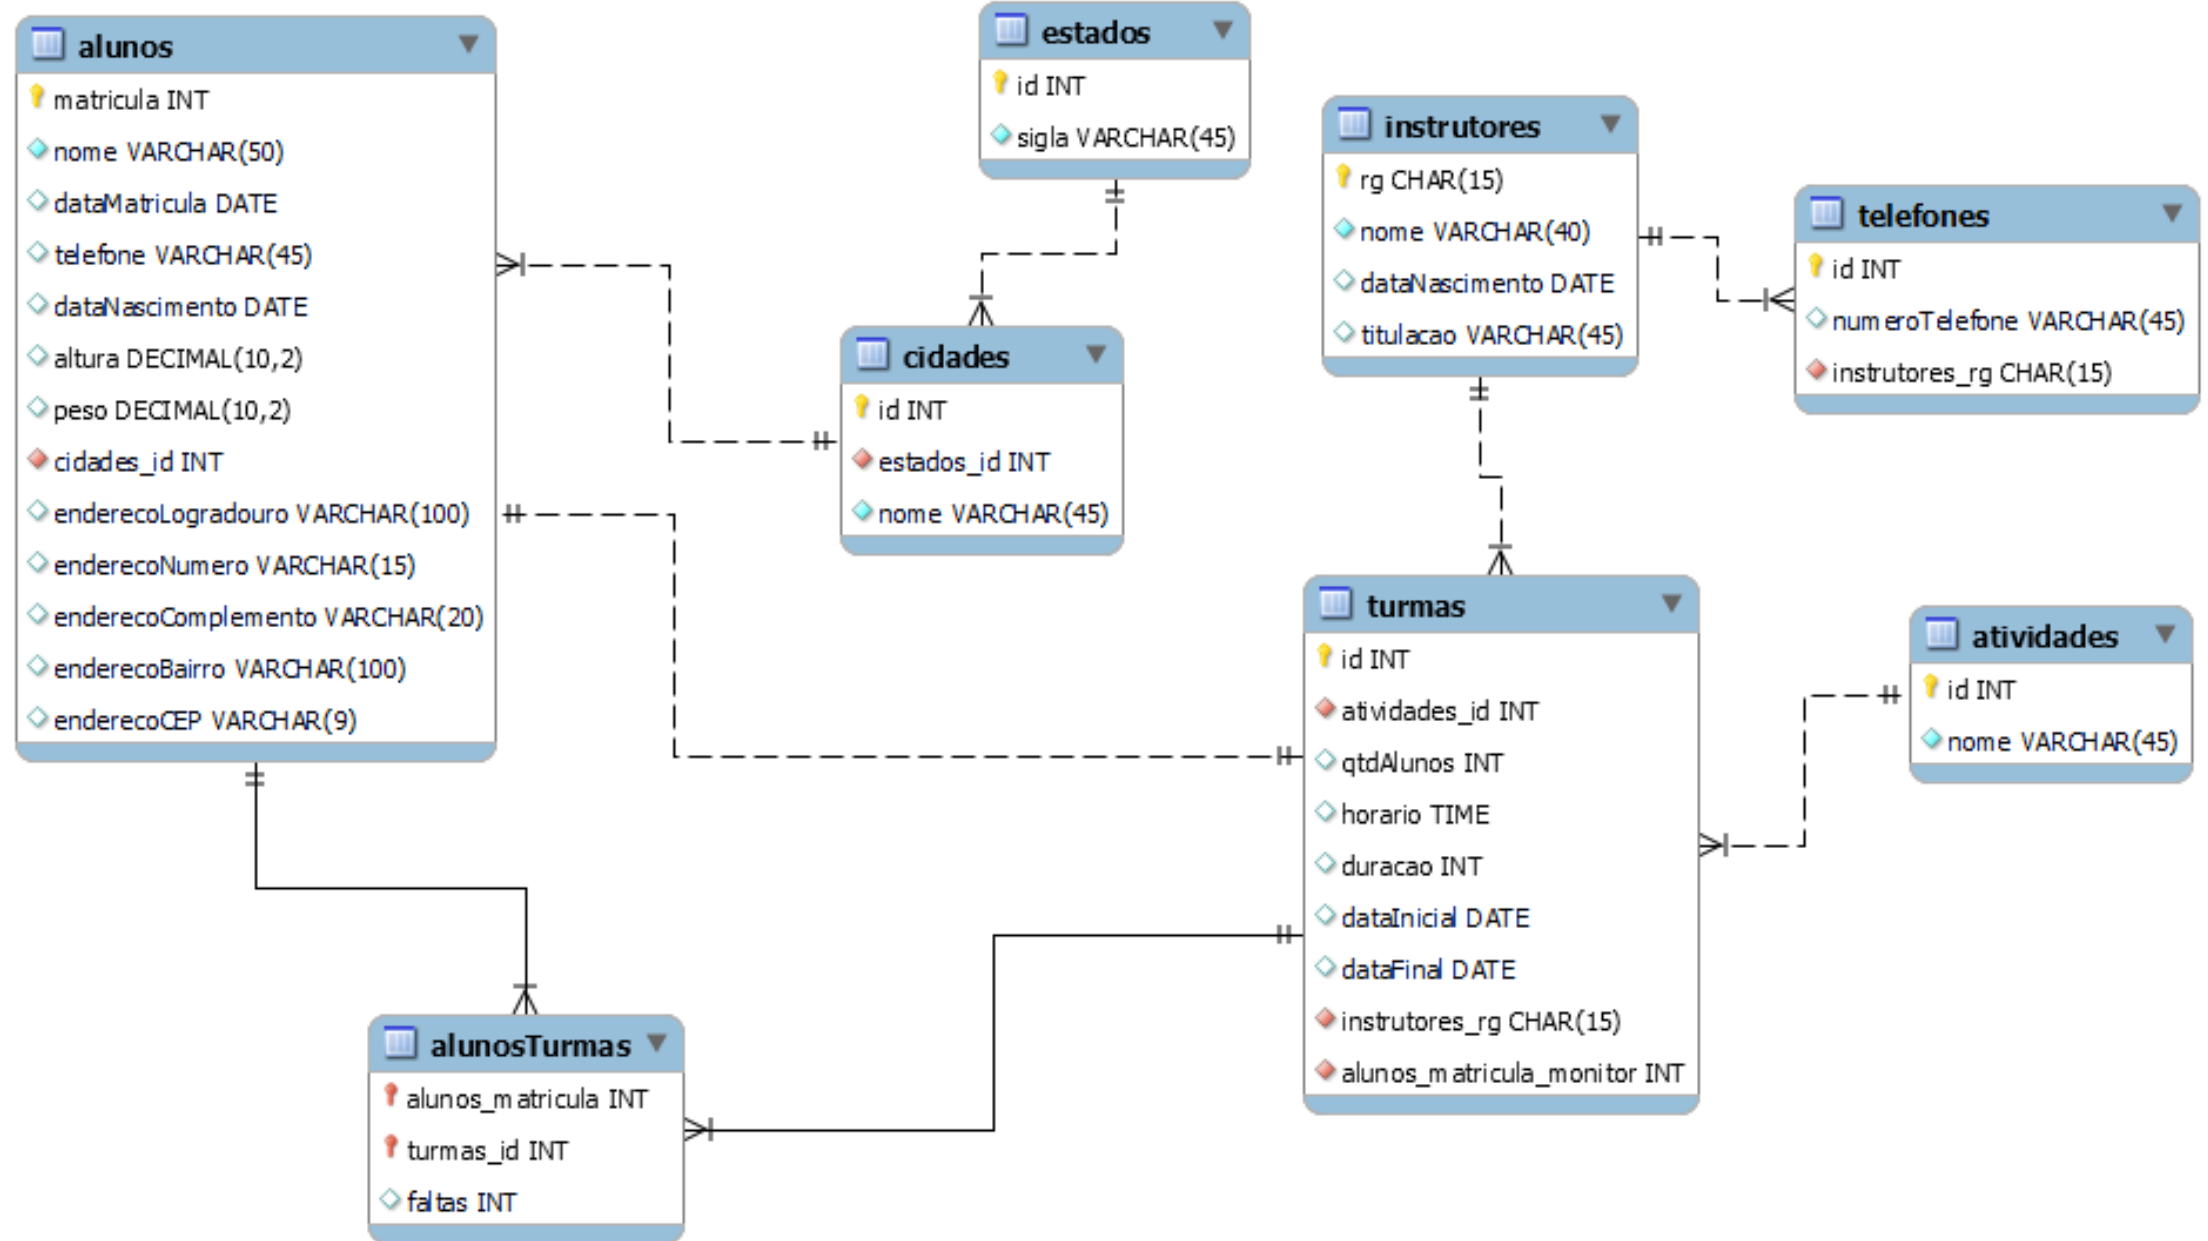 alunos
matricula INT
nome VARCHAR(50)
dataMatricula DATE
telefone VARCHAR(45)
dataNascimento DATE
altura DECIMAL(10,2)
peso DECIMAL(10,2)
cidades_id INT
enderecoLogradouro VARCHAR(100)
enderecoNumero VARCHAR(15)
enderecoComplemento VARCHAR(20)
enderecoBairro VARCHAR(100)
enderecoCEP VARCHAR(9)
estados
id INT
sigla VARCHAR(45)
cidades
id INT
estados_id INT
nome VARCHAR(45)
instrutores
rg CHAR(15)
nome VARCHAR(40)
dataNascimento DATE
titulacao VARCHAR(45)
telefones
id INT
numeroTelefone VARCHAR(45)
instrutores_rg CHAR(15)
turmas
id INT
atividades_id INT
qtdAlunos INT
horario TIME
duracao INT
dataInicial DATE
dataFinal DATE
instrutores_rg CHAR(15)
alunos_matricula_monitor INT
atividades
id INT
nome VARCHAR(45)
alunosTurmas
alunos_matricula INT
turmas_id INT
faltas INT